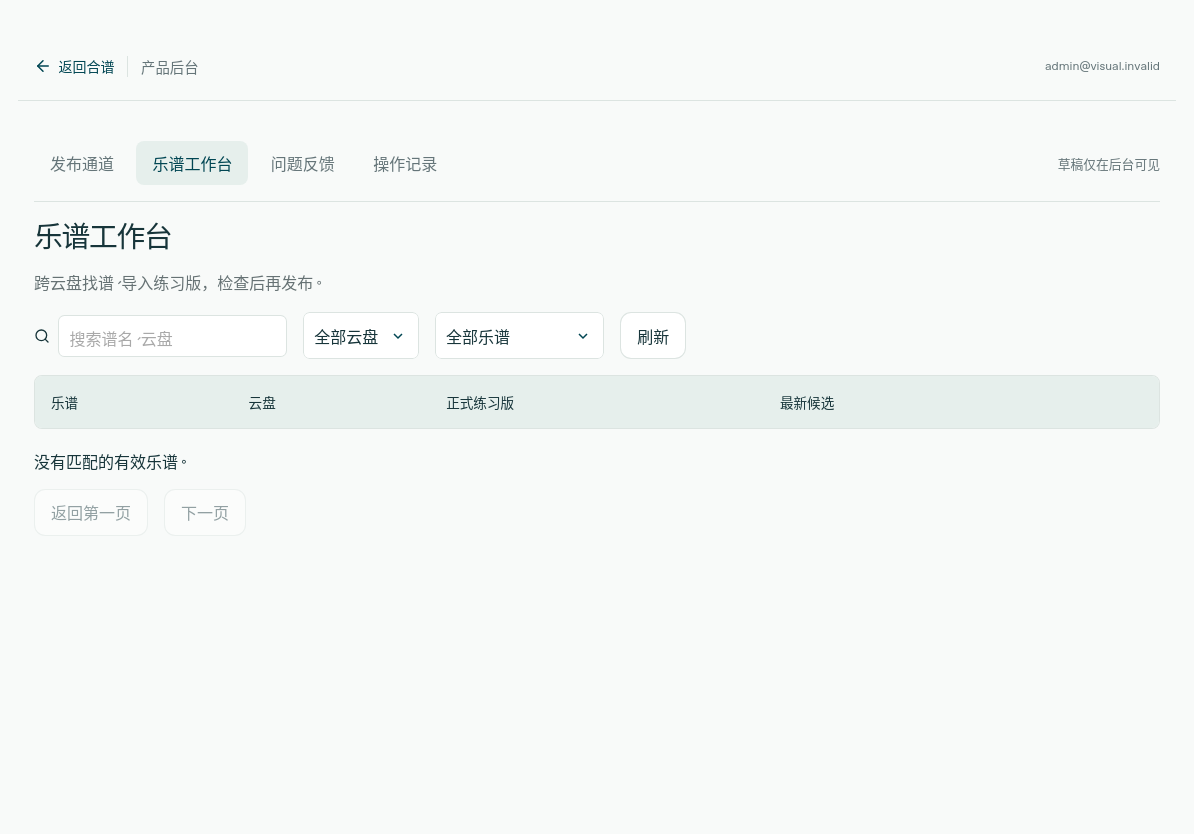 返回合谱
产品后台
admin@visual.invalid
发布通道
乐谱工作台
问题反馈
操作记录
草稿仅在后台可见
乐谱工作台
跨云盘找谱、导入练习版，检查后再发布。
搜索谱名、云盘
全部云盘
全部乐谱
刷新
乐谱
云盘
正式练习版
最新候选
没有匹配的有效乐谱。
返回第一页
下一页